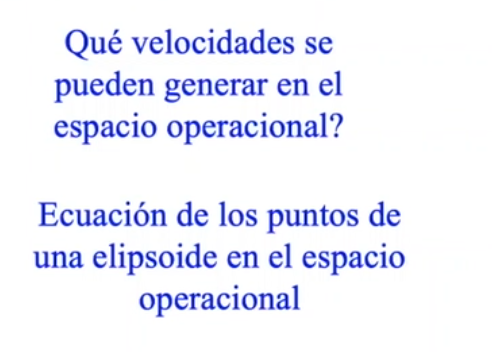 Qué velocidades se
pueden generar en el
espacio operacional?
Ecuación de los puntos de
una elipsoide en el espacio
operacional